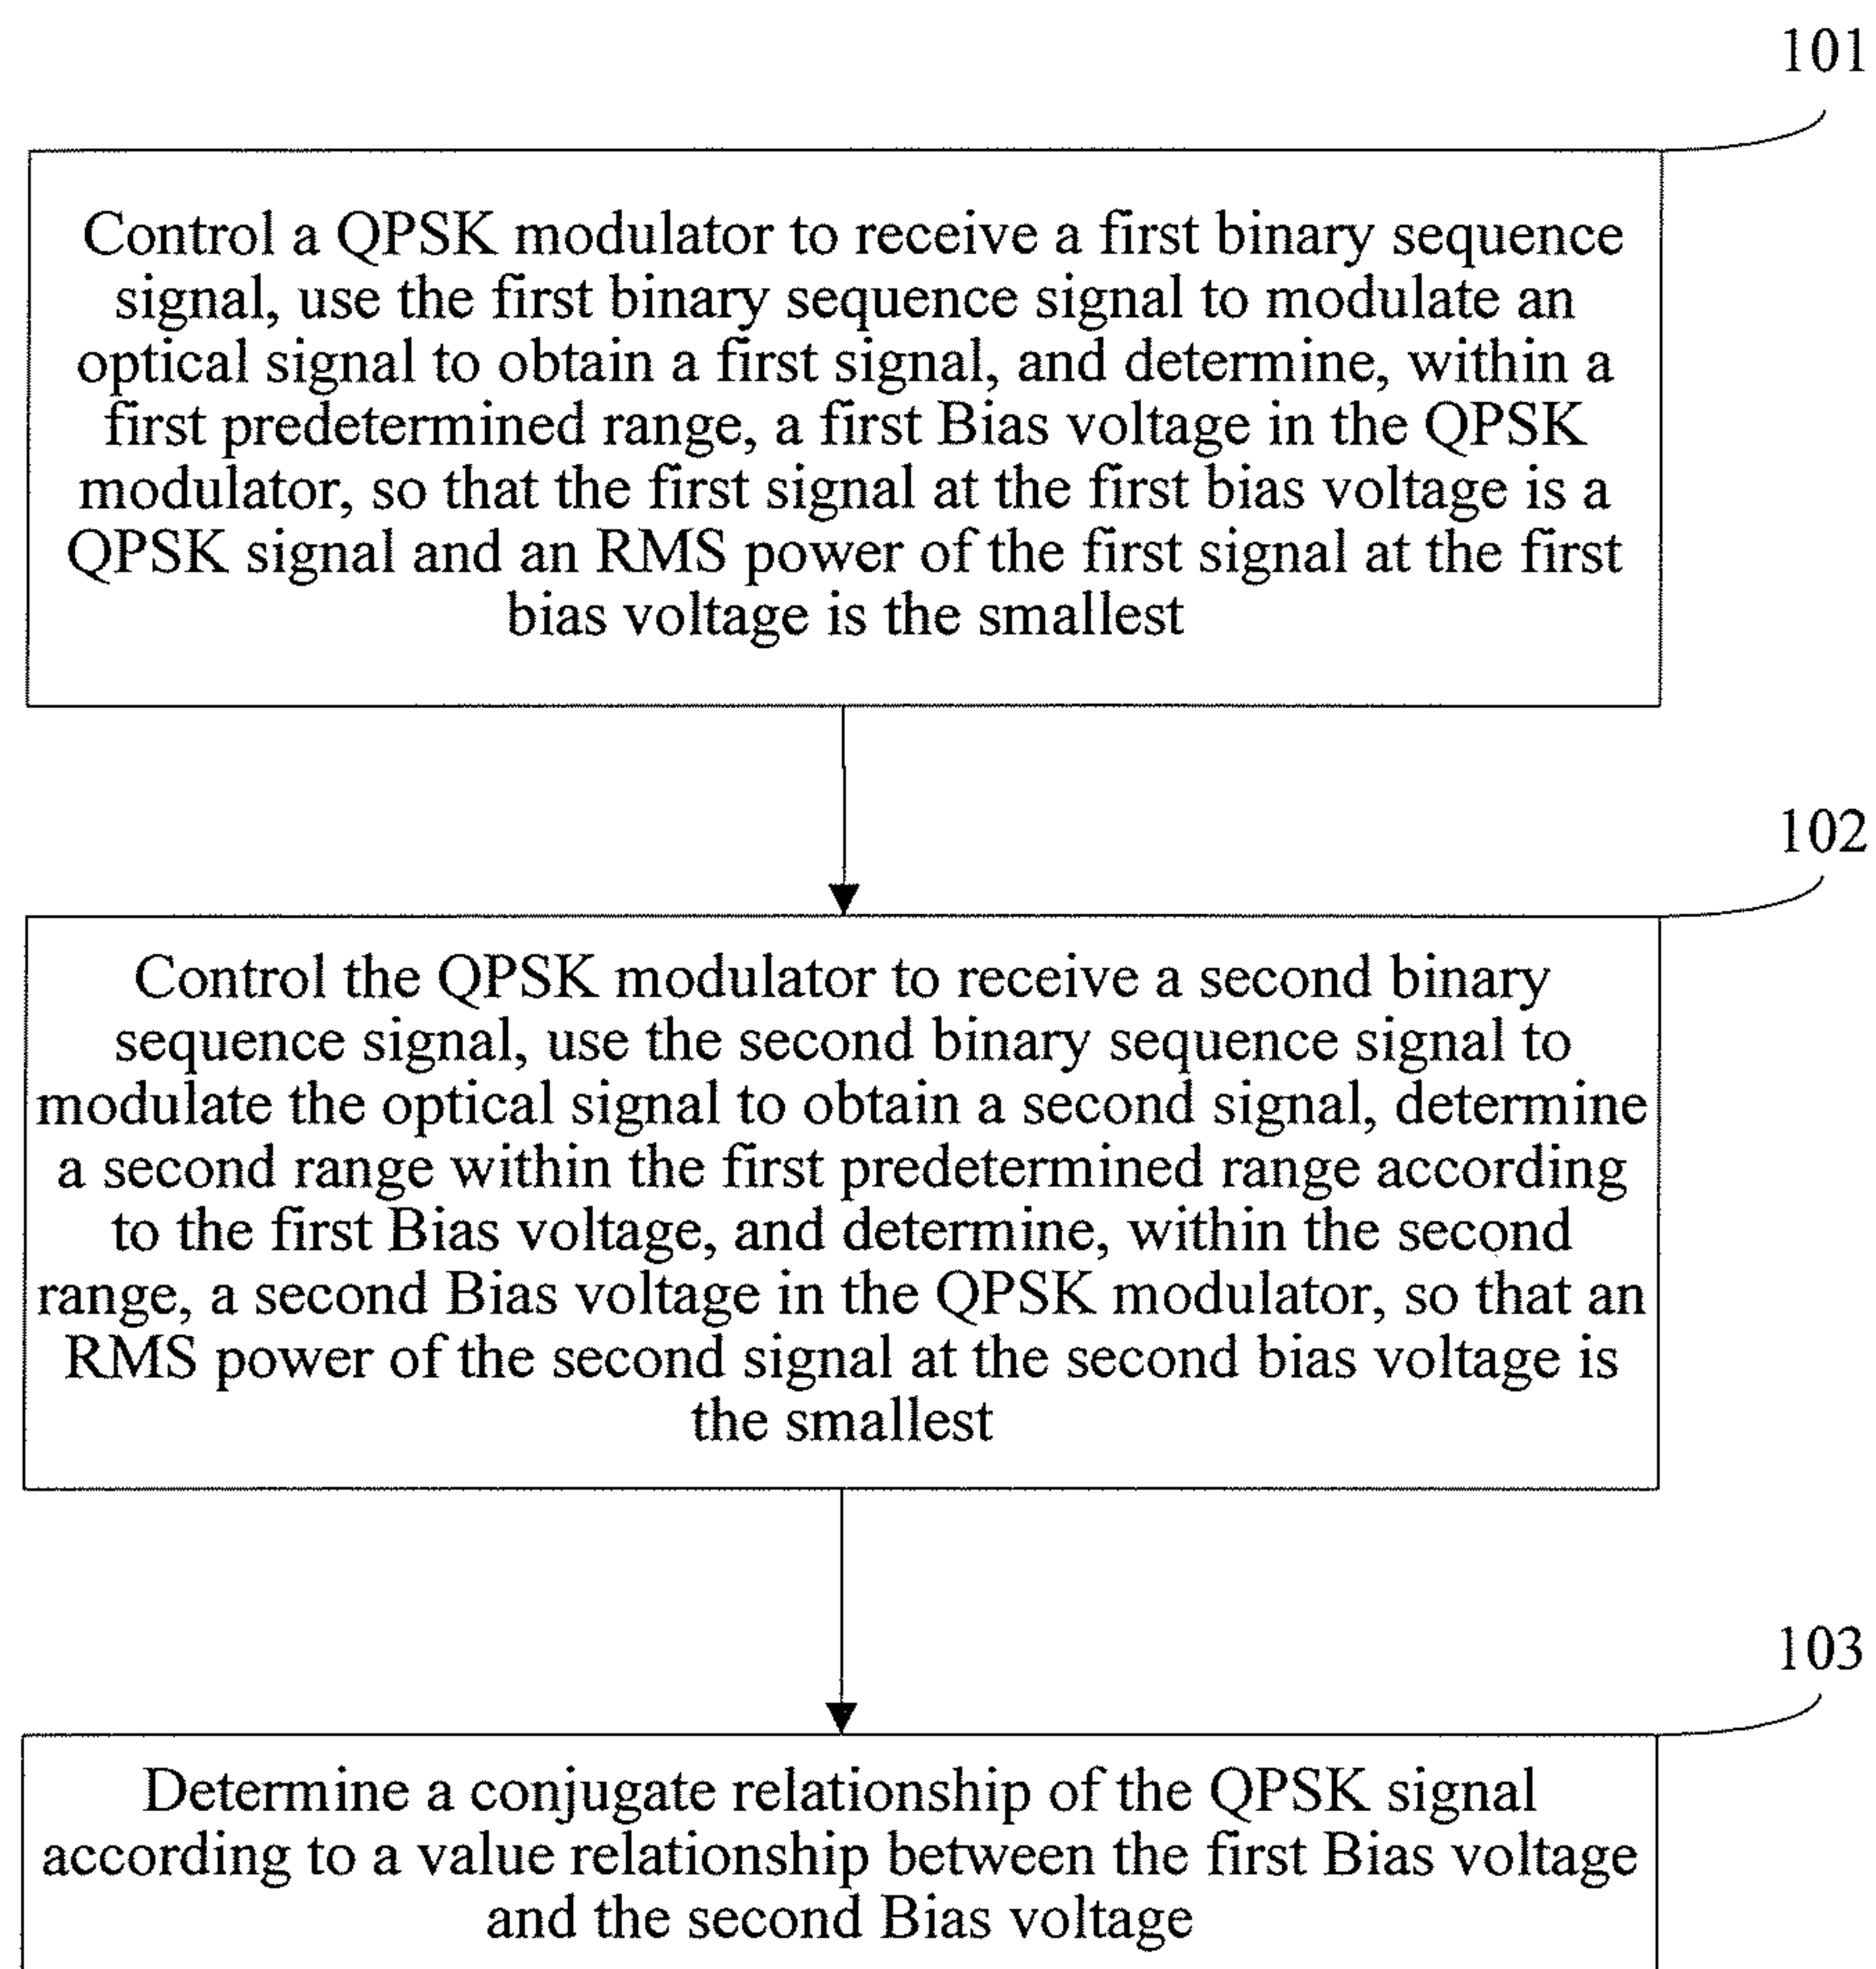 101
Control a QPSK modulator to receive a first binary sequence
signal, use the first binary sequence signal to modulate an
optical signal to obtain a first signal, and determine, within a
first predetermined range, a first Bias voltage in the QPSK
modulator, so that the first signal at the first bias voltage is a
QPSK signal and an RMS power of the first signal at the first
bias voltage is the smallest
102
Control the QPSK modulator to receive a second binary
sequence signal, use the second binary sequence signal to
modulate the optical signal to obtain a second signal, determine
a second range within the first predetermined range according
to the first Bias voltage, and determine, within the second
range, a second Bias voltage in the QPSK modulator, so that an
RMS power of the second signal at the second bias voltage is
the smallest
103
Determine a conjugate relationship of the QPSK signal
according to a value relationship between the first Bias voltage
and the second Bias voltage